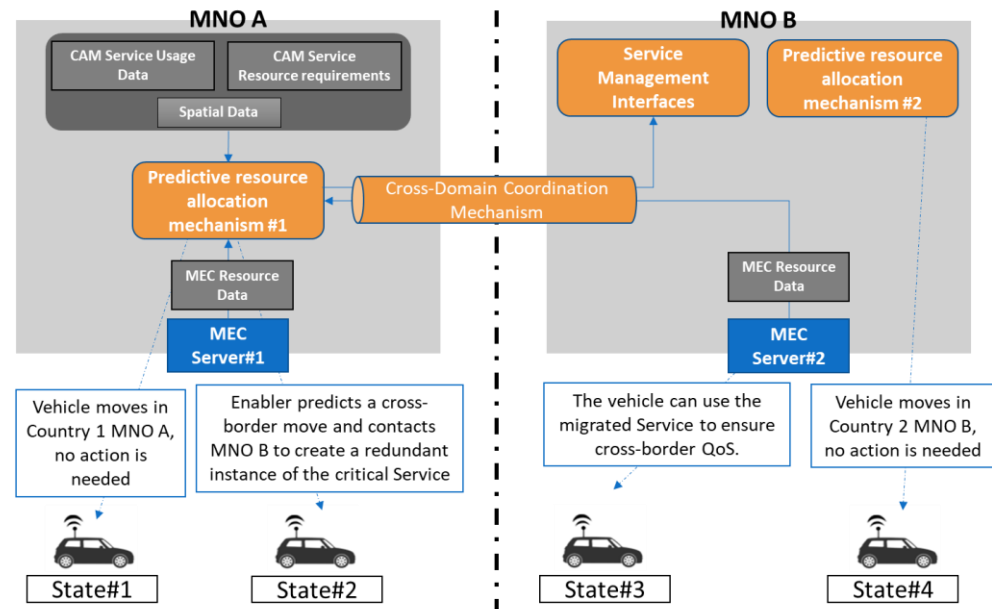 MNO A
CAM Service Usage
Data
CAM Service
Resource requirements
Spatial Data
Predictive resource
allocation
mechanism #1
MEC Resource
Data
MEC
Server#1
Cross-Domain Coordination
Mechanism
MNO B
Service
Management
Interfaces
Predictive resource
allocation
mechanism #2
MEC Resource
Data
MEC
Server#2
Vehicle moves in
Country 1 MNO A,
no action is
needed
Enabler predicts a cross-
border move and contacts
MNO B to create a redundant
instance of the critical Service
The vehicle can use the
migrated Service to ensure
cross-border QoS.
Vehicle moves in
Country 2 MNO B,
no action is needed
State#1
State#2
State#3
State#4